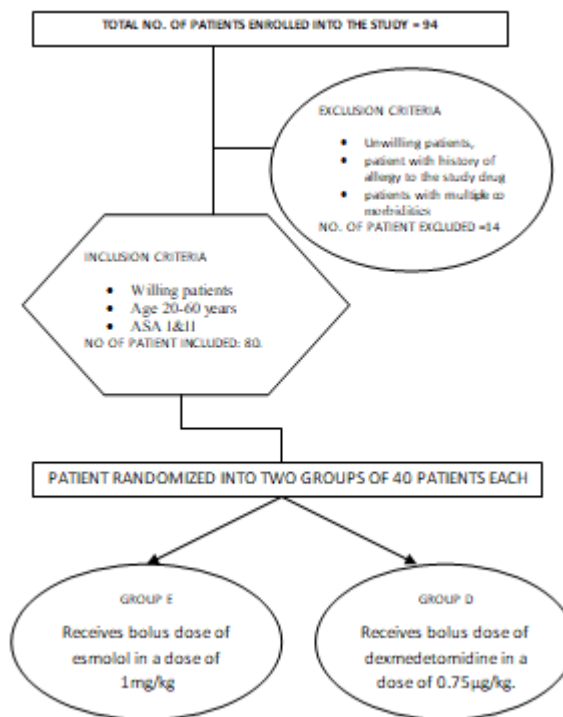 TOTAL NO. OF PATIENTS ENROLLED INTO THE STUDY = 94
EXCLUSION CRITERIA
• Unwilling patients,
• patient with history of
allergy to the study drug
• patients with multiple co
morbidities
NO. OF PATIENT EXCLUDED =14
INCLUSION CRITERIA
• Willing patients
• Age 20-60 years
• ASA I&II
NO OF PATIENT INCLUDED: 80.
PATIENT RANDOMIZED INTO TWO GROUPS OF 40 PATIENTS EACH
GROUP E
Receives bolus dose of
esmolol in a dose of
1mg/kg
GROUP D
Receives bolus dose of
dexmedetomidine in a
dose of 0.75µg/kg.